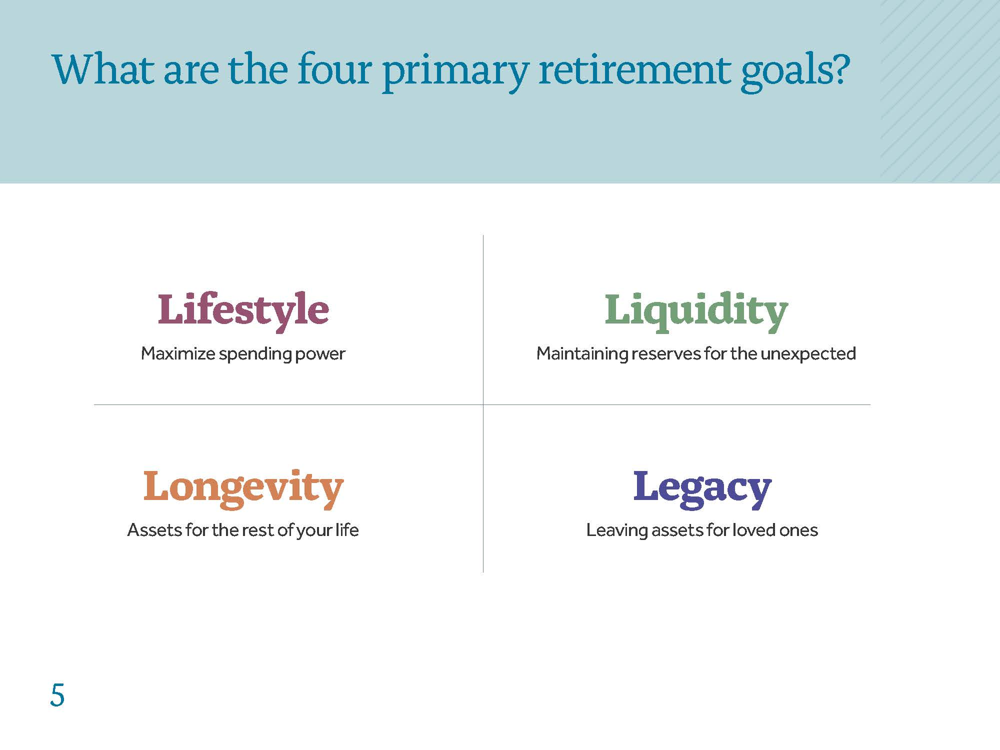 What are the four primary retirement goals?
Lifestyle
Maximize spending power
Liquidity
Maintaining reserves for the unexpected
Longevity
Assets for the rest of your life
Legacy
Leaving assets for loved ones
5